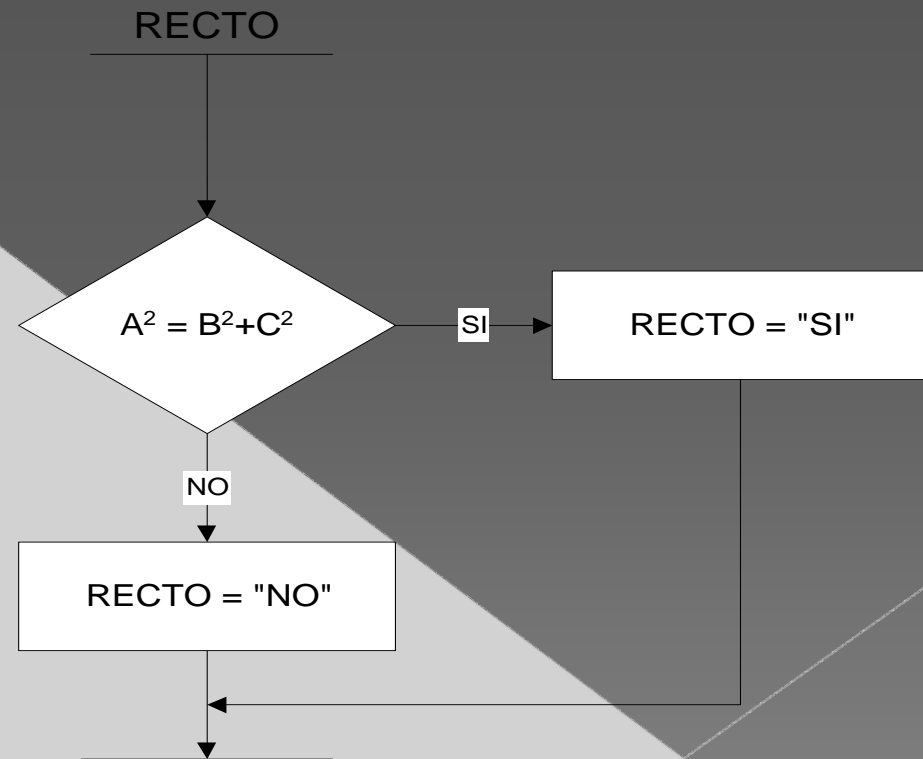 RECTO
A² = B²+C²
SI
RECTO = "SI"
NO
RECTO = "NO"